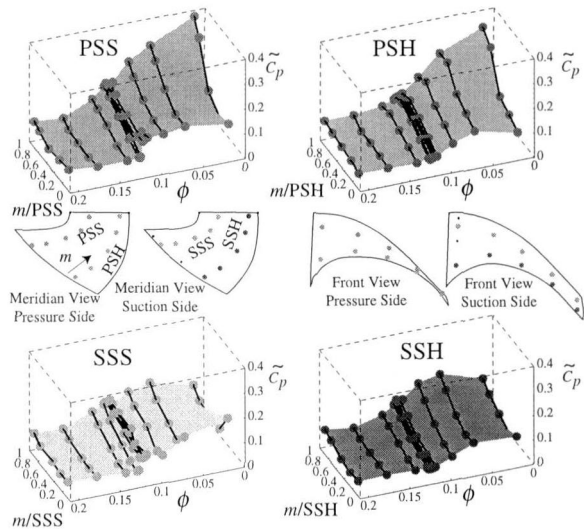 PSS
0.4
C̃p
0.3
0.2
0.1
0
1
0.8
0.6
0.4
0.2
0
0.2
0.15
0.1
0.05
m/PSS
ϕ
PSH
0.4
C̃p
0.3
0.2
0.1
0
1
0.8
0.6
0.4
0.2
0
0.2
0.15
0.1
0.05
m/PSH
ϕ
PSS
PSH
m
Meridian View
Pressure Side
SSS
SSH
Meridian View
Suction Side
Front View
Pressure Side
Front View
Suction Side
SSS
0.4
C̃p
0.3
0.2
0.1
0
1
0.8
0.6
0.4
0.2
0
0.2
0.15
0.1
0.05
0
m/SSS
ϕ
SSH
0.4
C̃p
0.3
0.2
0.1
0
1
0.8
0.6
0.4
0.2
0
0.2
0.15
0.1
0.05
0
m/SSH
ϕ